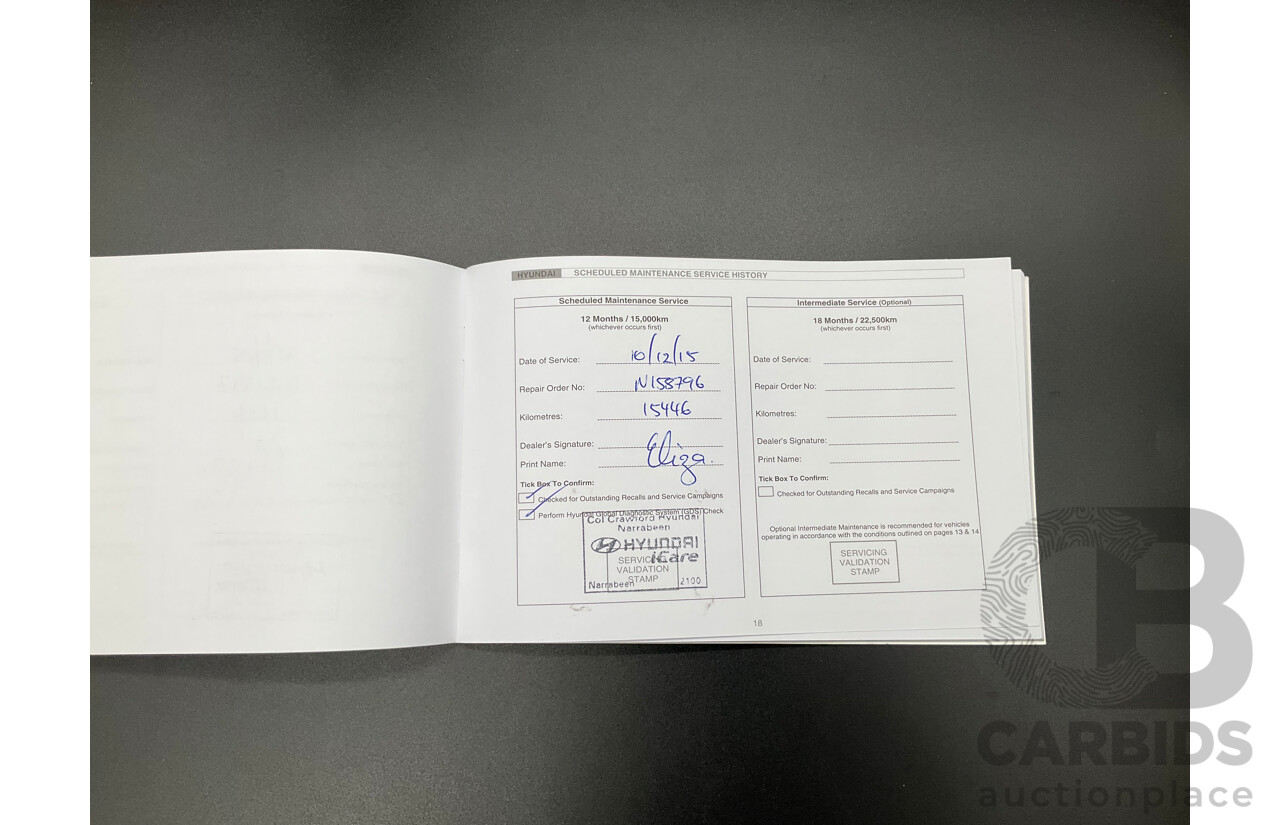 HYUNDAI SCHEDULED MAINTENANCE SERVICE HISTORY
Scheduled Maintenance Service
12 Months / 15,000km
(whichever occurs first)
Date of Service: 10/12/15
Repair Order No: N158796
Kilometres: 15446
Dealer's Signature: Eliza
Print Name:
Tick Box To Confirm:
Checked for Outstanding Recalls and Service Campaigns
Perform Hyundai Global Diagnostic System (GDS) Check
Col Crawford Hyundai
Narrabeen
HYUNDAI
iCare
SERVICING
VALIDATION
STAMP
Narrabeen 2100
Intermediate Service (Optional)
18 Months / 22,500km
(whichever occurs first)
Date of Service:
Repair Order No:
Kilometres:
Dealer's Signature:
Print Name:
Tick Box To Confirm:
Checked for Outstanding Recalls and Service Campaigns
Optional Intermediate Maintenance is recommended for vehicles
operating in accordance with the conditions outlined on pages 13 & 14
SERVICING
VALIDATION
STAMP
18
CB
CARBIDS
auctionplace